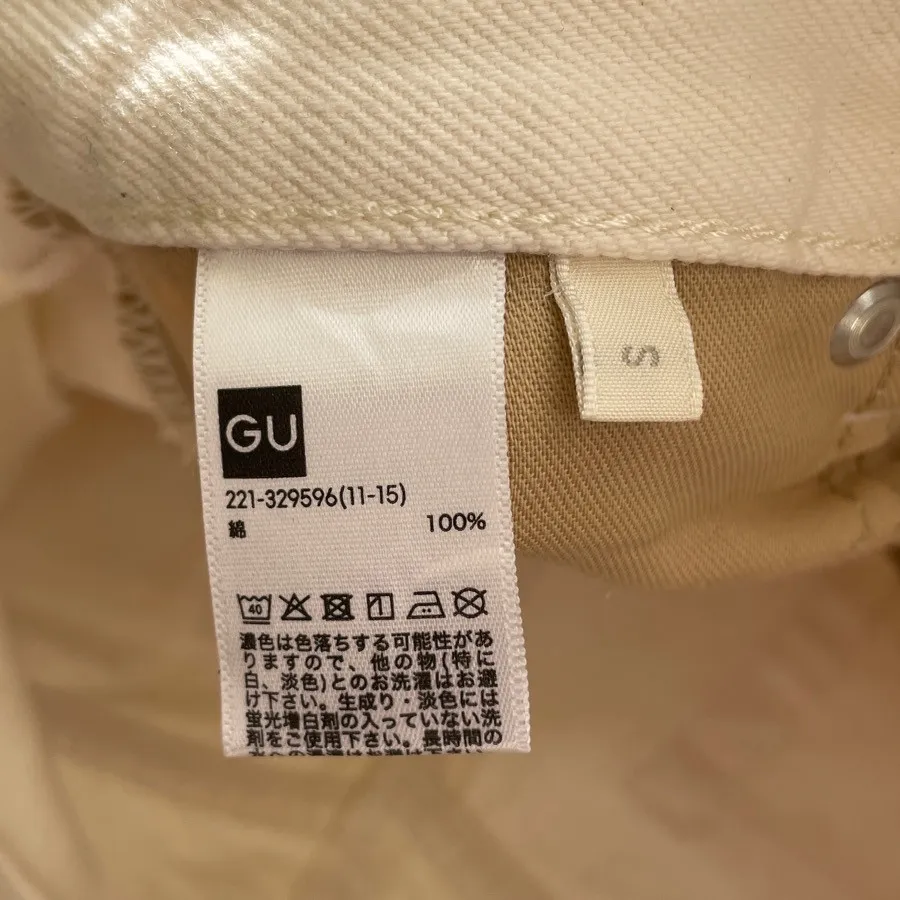 GU
221-329596(11-15)
綿 100%
40
濃色は色落ちする可能性があ
りますので、他の物(特に
白、淡色)とのお洗濯はお避
け下さい。生成り・淡色には
蛍光増白剤の入っていない洗
剤をご使用下さい。長時間の
S